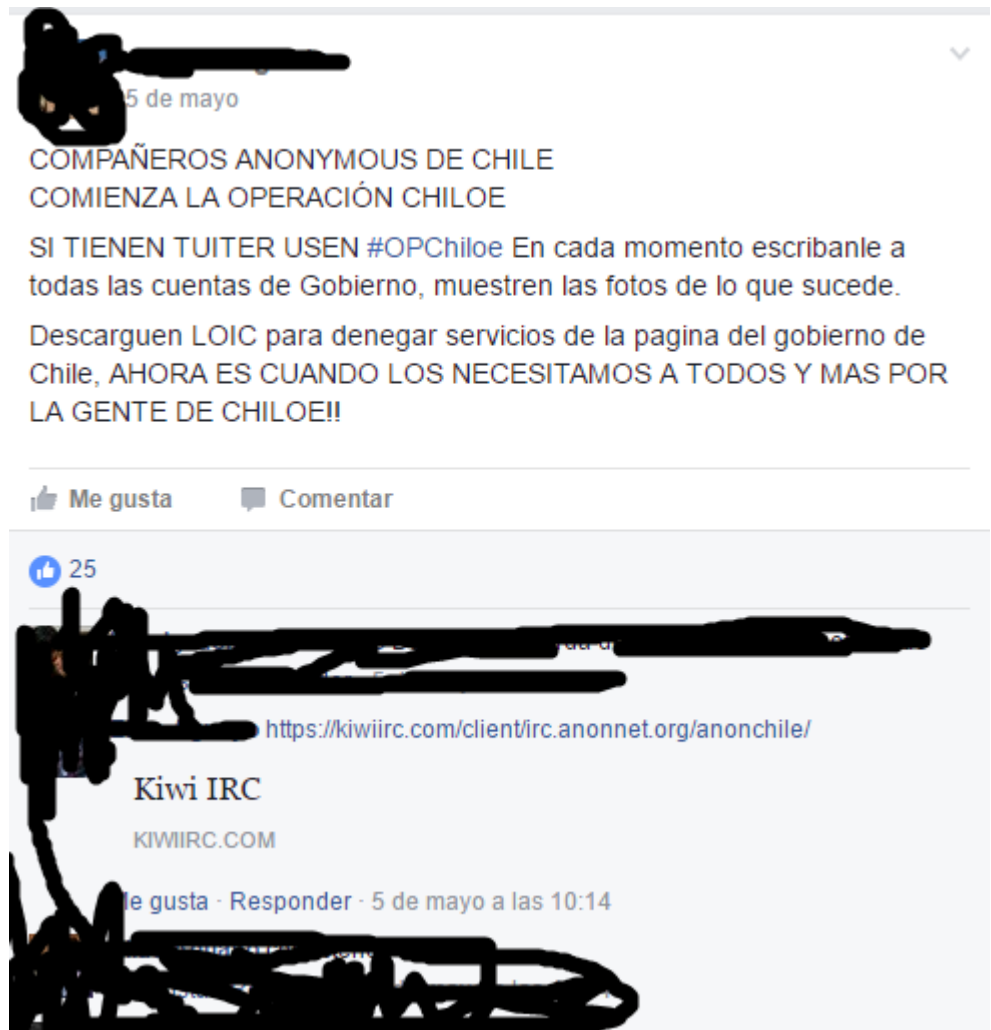 5 de mayo
COMPAÑEROS ANONYMOUS DE CHILE
COMIENZA LA OPERACIÓN CHILOE
SI TIENEN TUITER USEN #OPChiloe En cada momento escribanle a
todas las cuentas de Gobierno, muestren las fotos de lo que sucede.
Descarguen LOIC para denegar servicios de la pagina del gobierno de
Chile, AHORA ES CUANDO LOS NECESITAMOS A TODOS Y MAS POR
LA GENTE DE CHILOE!!
Me gusta Comentar
25
https://kiwiirc.com/client/irc.anonnet.org/anonchile/
Kiwi IRC
KIWIIRC.COM
gusta · Responder · 5 de mayo a las 10:14